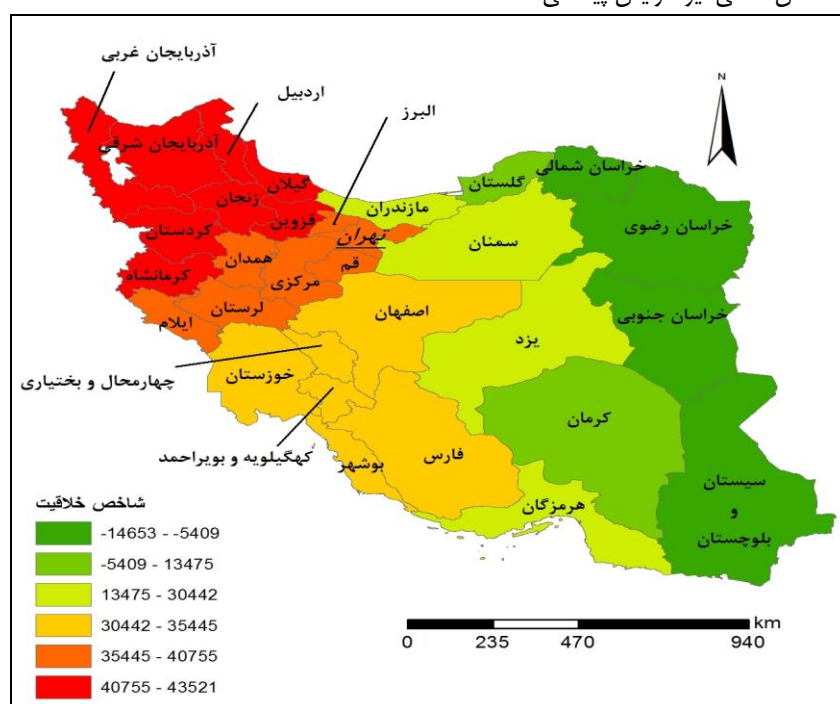 آذربایجان غربی
اردبیل
البرز
N
آذربایجان شرقی
گیلان
زنجان
قزوین
کردستان
کرمانشاه
همدان
تهران
قم
مرکزی
لرستان
ایلام
مازندران
گلستان
خراسان شمالی
سمنان
خراسان رضوی
خراسان جنوبی
اصفهان
یزد
خوزستان
چهارمحال و بختیاری
کهگیلویه و بویراحمد
بوشهر
فارس
کرمان
هرمزگان
سیستان
و
بلوچستان
شاخص خلاقیت
-14653 - -5409
-5409 - 13475
13475 - 30442
30442 - 35445
35445 - 40755
40755 - 43521
km
0 235 470 940